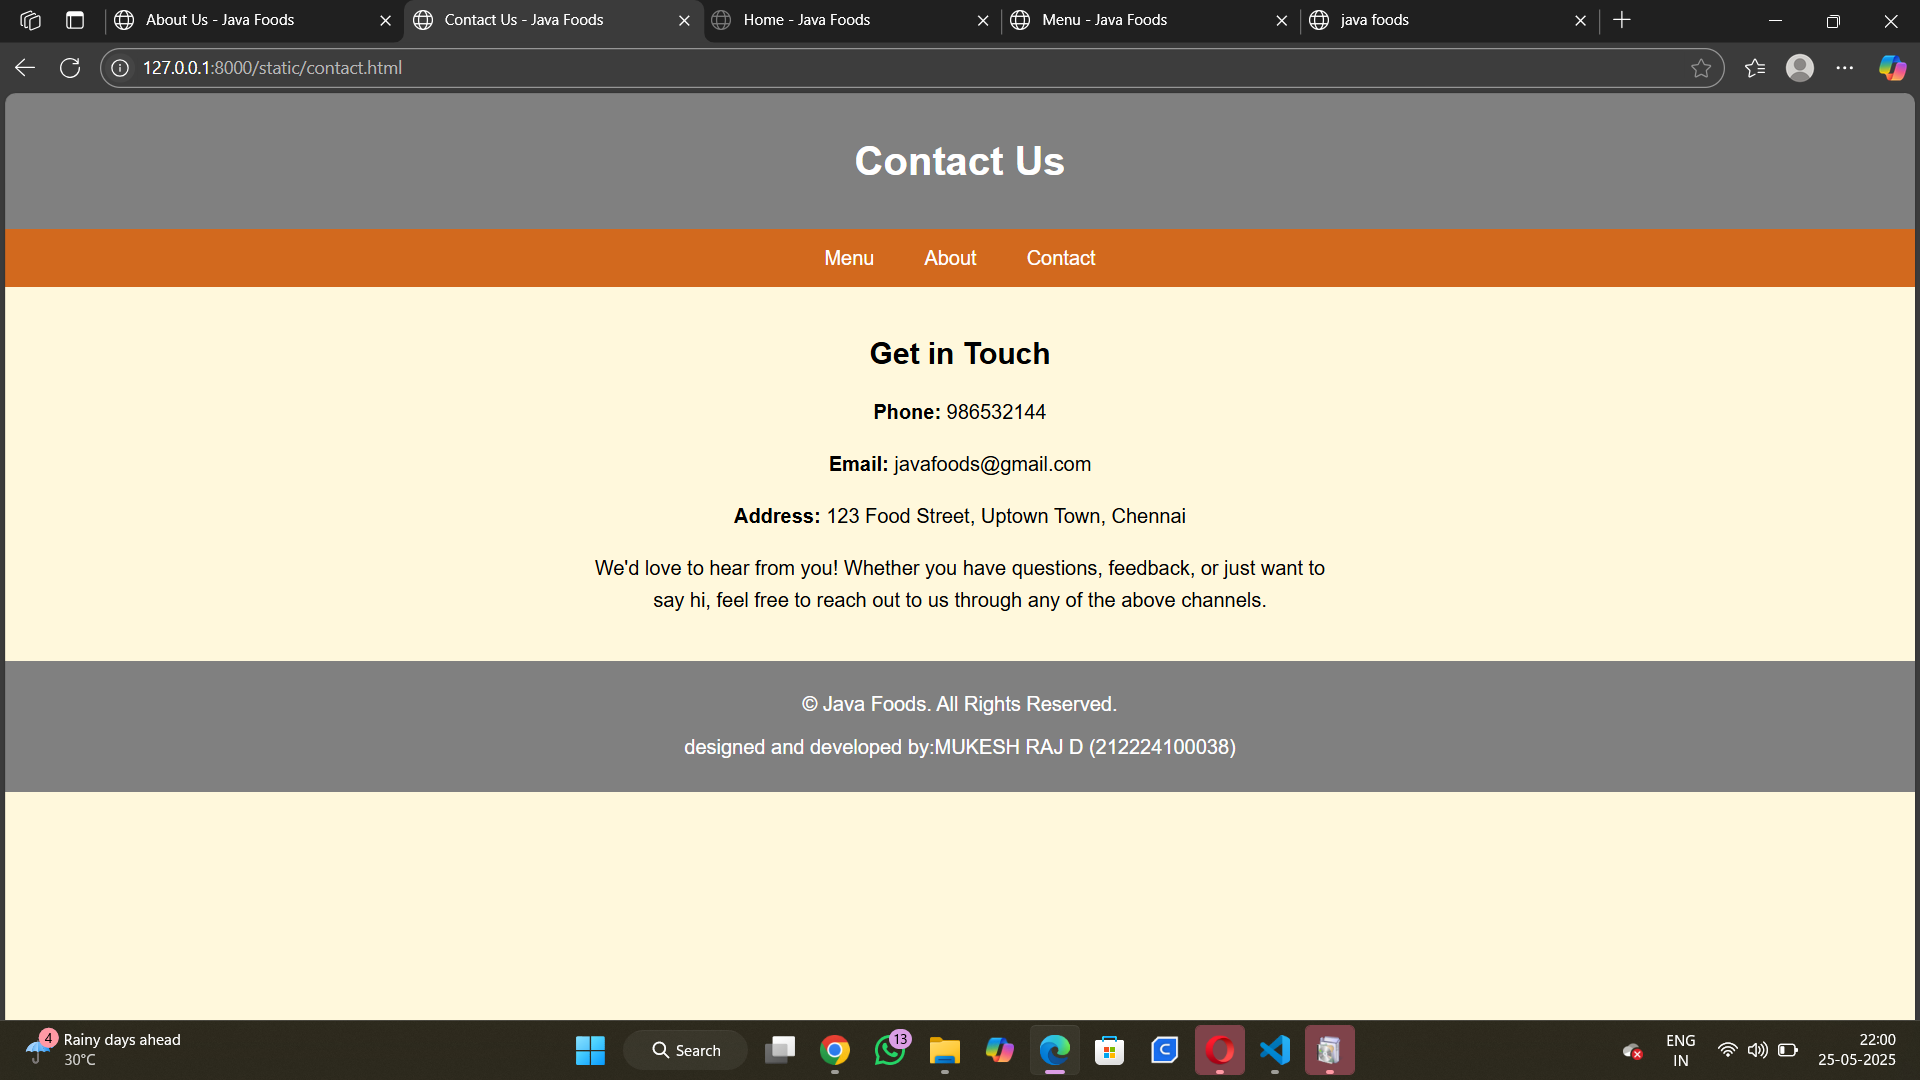 About Us - Java Foods
Contact Us - Java Foods
Home - Java Foods
Menu - Java Foods
java foods
127.0.0.1:8000/static/contact.html
Contact Us
Menu
About
Contact
Get in Touch
Phone: 986532144
Email: javafoods@gmail.com
Address: 123 Food Street, Uptown Town, Chennai
We'd love to hear from you! Whether you have questions, feedback, or just want to
say hi, feel free to reach out to us through any of the above channels.
© Java Foods. All Rights Reserved.
designed and developed by:MUKESH RAJ D (212224100038)
4
Rainy days ahead
30°C
Search
13
ENG
IN
22:00
25-05-2025